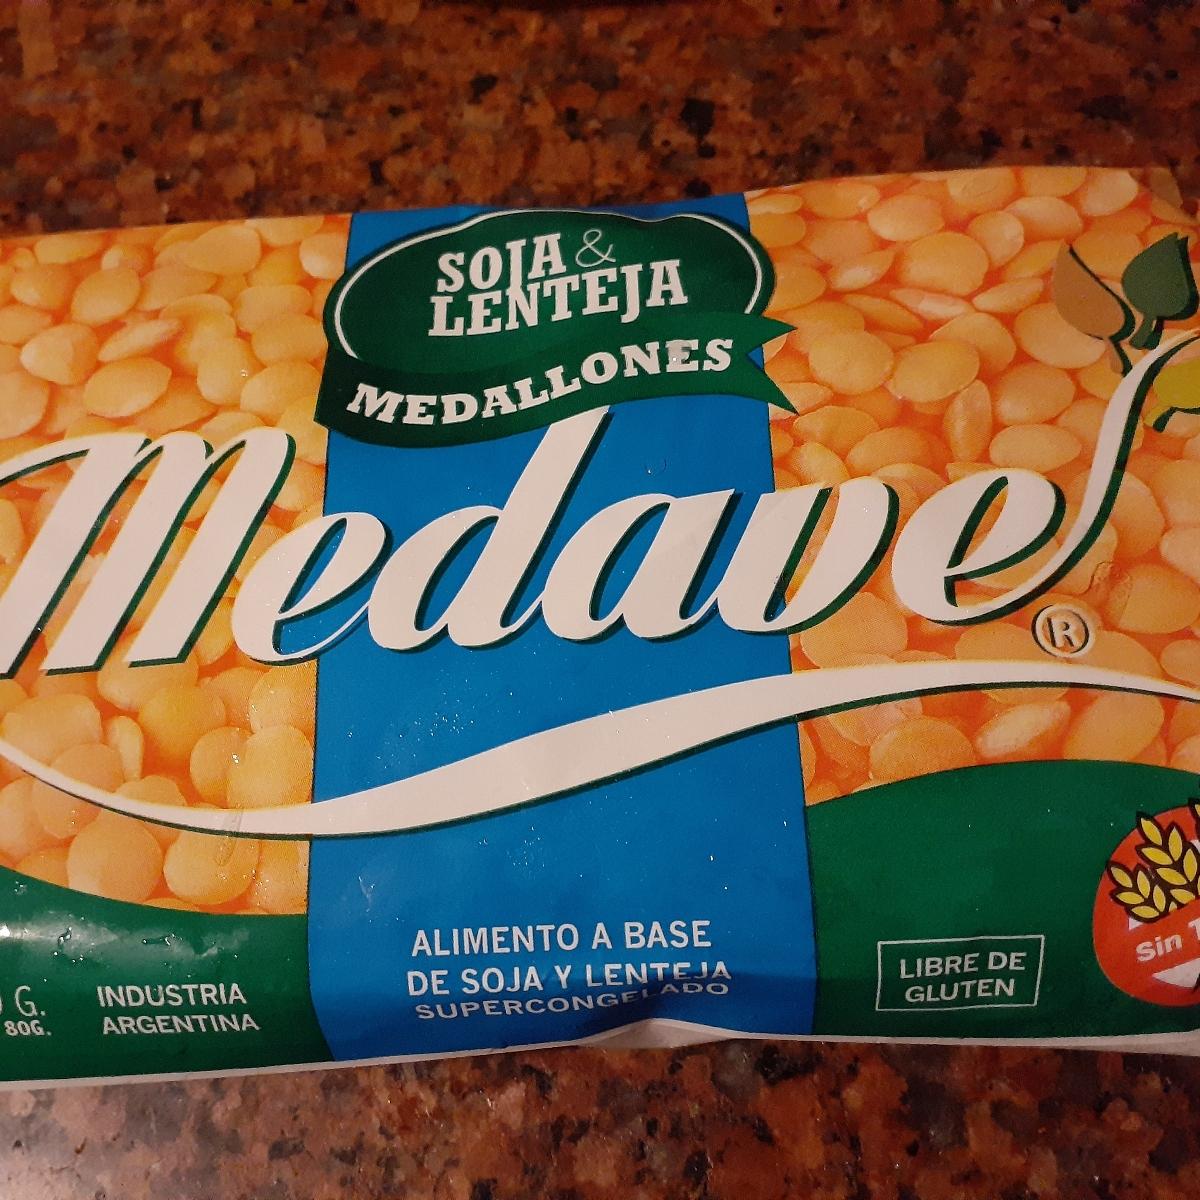 SOJA &
LENTEJA
MEDALLONES
Medave
®
ALIMENTO A BASE
DE SOJA Y LENTEJA
SUPERCONGELADO
G.
80G.
INDUSTRIA
ARGENTINA
LIBRE DE
GLUTEN
Sin